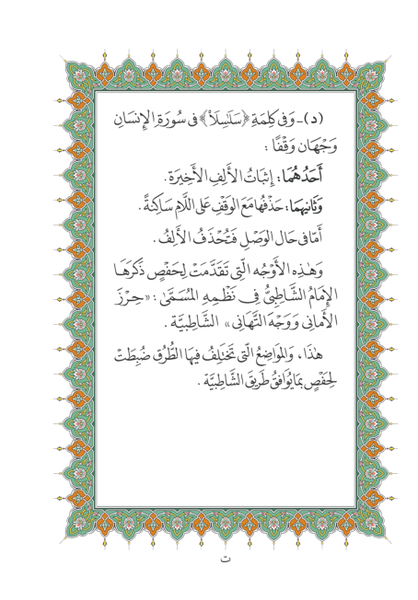 (د)ـ وَفِي كَلِمَةِ ﴿سَلَٰسِلَاْ﴾ فِي سُورَةِ الإِنسَانِ
وَجْهَانِ وَقْفًا :
أَحَدُهُمَا: إِثبَاتُ الأَلِفِ الأَخِيرَةِ.
وَثَانِيهِمَا: حَذْفُهَا مَعَ الوَقْفِ عَلَى اللَّامِ سَاكِنَةً.
أَمَّا فِي حَالِ الوَصْلِ فَتُحْذَفُ الأَلِفُ.
وَهَٰذِهِ الأَوْجُهُ الَّتِي تَقَدَّمَتْ لِحَفْصٍ ذَكَرَهَا
الإِمَامُ الشَّاطِبِيُّ فِي نَظْمِهِ المُسَمَّىٰ: «حِرْزَ
الأَمَانِي وَوَجْهَ التَّهَانِي» الشَّاطِبِيَّة .
هَٰذَا، وَالمَوَاضِعُ الَّتِي تَخْتَلِفُ فِيهَا الطُّرُقُ ضُبِطَتْ
لِحَفْصٍ بِمَا يُوَافِقُ طَرِيقَ الشَّاطِبِيَّة .
ت